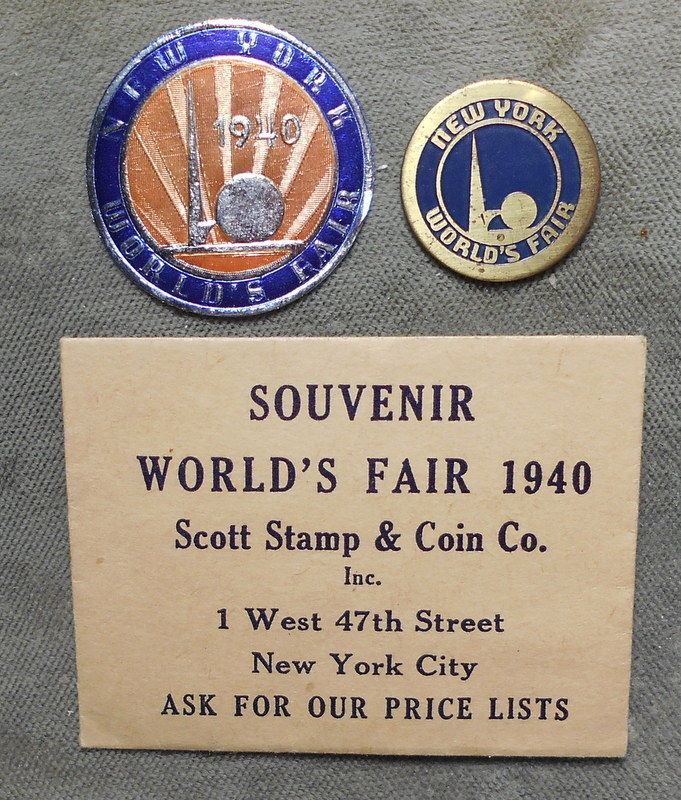 NEW YORK
1940
WORLD'S FAIR
NEW YORK
WORLD'S FAIR
SOUVENIR
WORLD'S FAIR 1940
Scott Stamp & Coin Co.
Inc.
1 West 47th Street
New York City
ASK FOR OUR PRICE LISTS